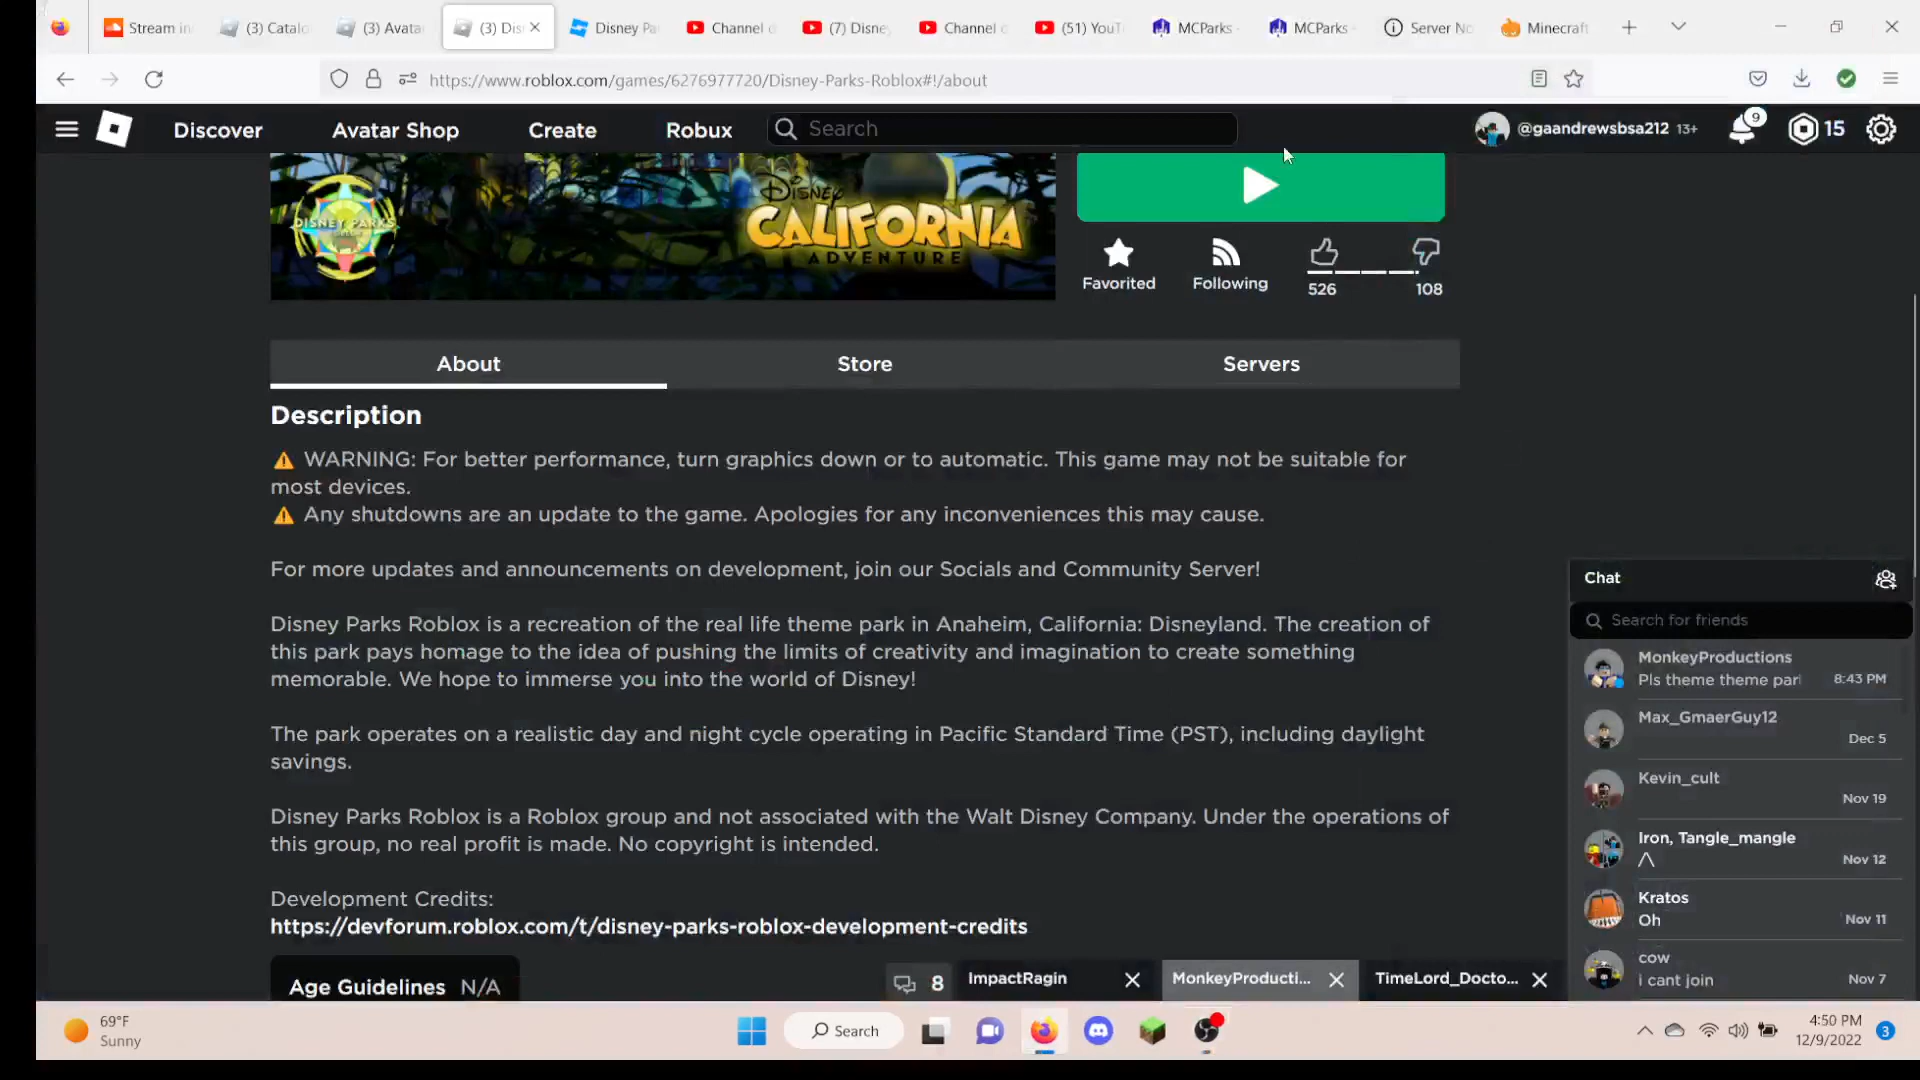 Stream in
(3) Catalo
(3) Avata
(3) Dis
Disney Pa
Channel d
(7) Disne
Channel c
(51) YouT
MCParks -
MCParks -
Server No
Minecraft
https://www.roblox.com/games/6276977720/Disney-Parks-Roblox#!/about
Discover
Avatar Shop
Create
Robux
Search
@gaandrewsbsa212 13+
9
15
DISNEY PARKS
Disney
CALIFORNIA
ADVENTURE
Favorited
Following
526
108
About
Store
Servers
Description
⚠ WARNING: For better performance, turn graphics down or to automatic. This game may not be suitable for
most devices.
⚠ Any shutdowns are an update to the game. Apologies for any inconveniences this may cause.
For more updates and announcements on development, join our Socials and Community Server!
Disney Parks Roblox is a recreation of the real life theme park in Anaheim, California: Disneyland. The creation of
this park pays homage to the idea of pushing the limits of creativity and imagination to create something
memorable. We hope to immerse you into the world of Disney!
The park operates on a realistic day and night cycle operating in Pacific Standard Time (PST), including daylight
savings.
Disney Parks Roblox is a Roblox group and not associated with the Walt Disney Company. Under the operations of
this group, no real profit is made. No copyright is intended.
Development Credits:
https://devforum.roblox.com/t/disney-parks-roblox-development-credits
Age Guidelines N/A
Chat
Search for friends
MonkeyProductions
Pls theme theme par 8:43 PM
Max_GmaerGuy12
Dec 5
Kevin_cult
Nov 19
Iron, Tangle_mangle
/\ Nov 12
Kratos
Oh Nov 11
cow
i cant join Nov 7
8
ImpactRagin
MonkeyProducti...
TimeLord_Docto...
69°F
Sunny
Search
4:50 PM
12/9/2022
3